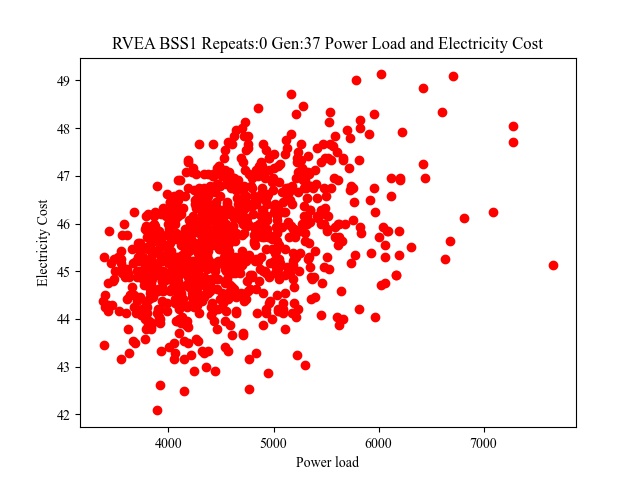 RVEA BSS1 Repeats:0 Gen:37 Power Load and Electricity Cost
49
48
47
46
45
44
43
42
Electricity Cost
4000 5000 6000 7000
Power load